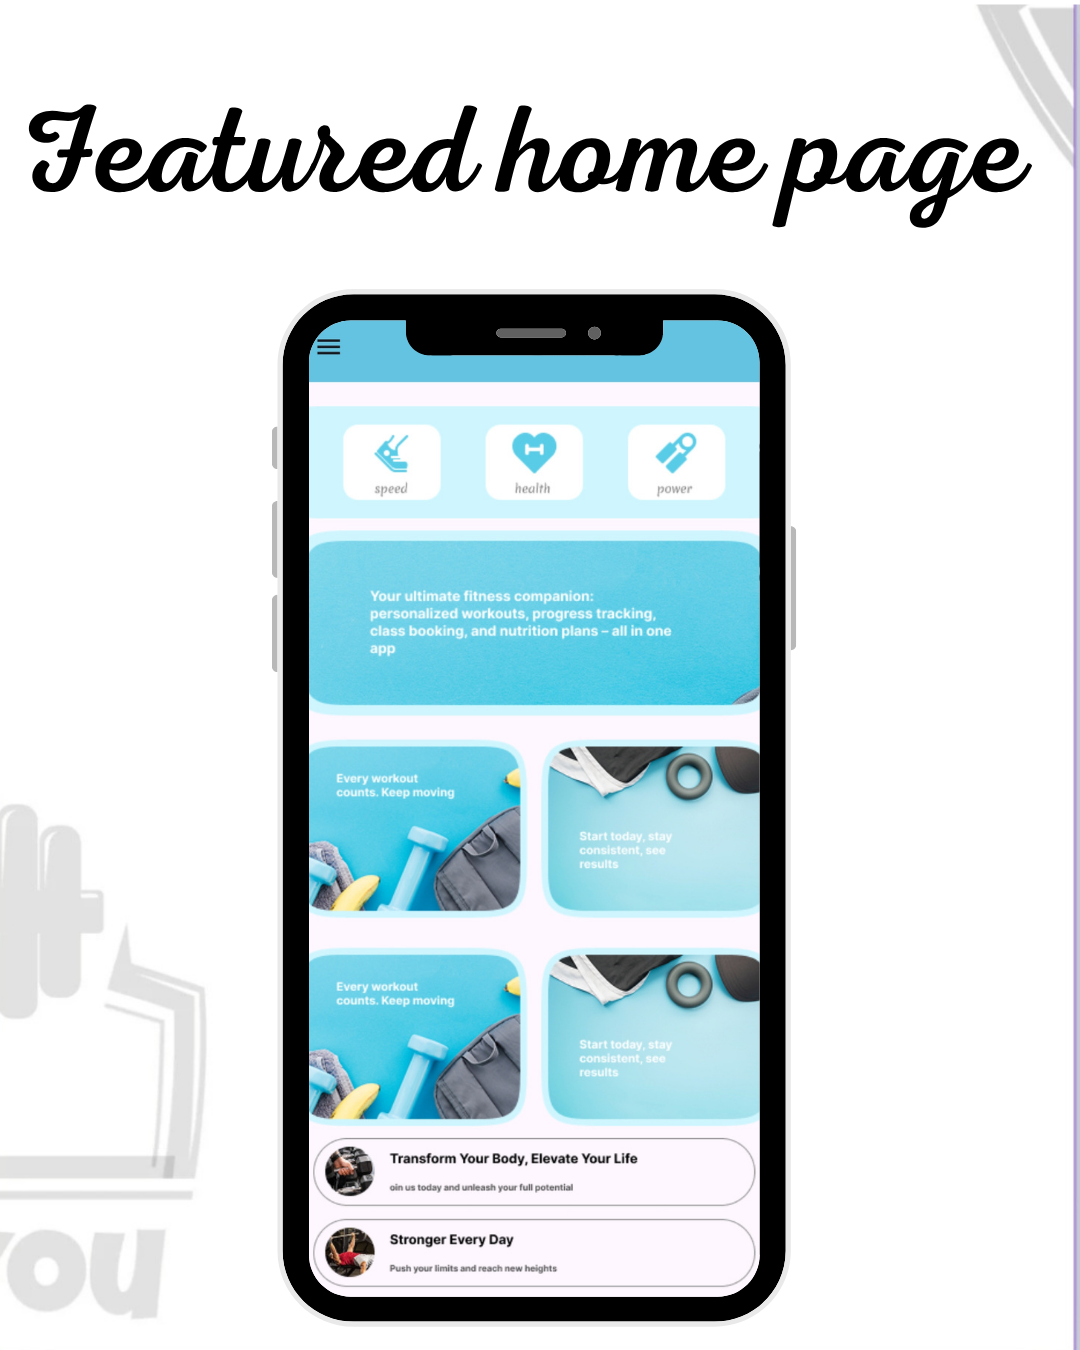 Featured home page
speed
health
power
Your ultimate fitness companion:
personalized workouts, progress tracking,
class booking, and nutrition plans – all in one
app
Every workout
counts. Keep moving
Start today, stay
consistent, see
results
Every workout
counts. Keep moving
Start today, stay
consistent, see
results
Transform Your Body, Elevate Your Life
oin us today and unleash your full potential
Stronger Every Day
Push your limits and reach new heights
you